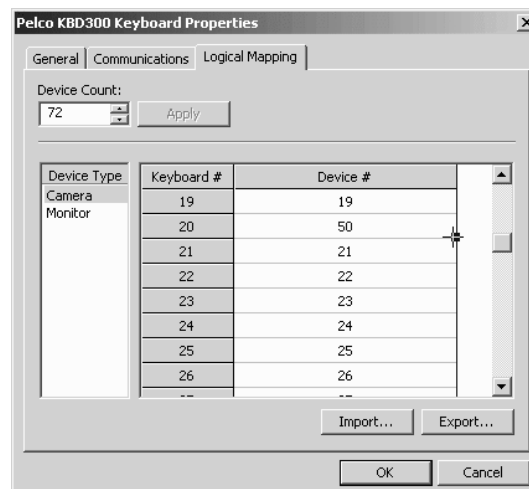 Pelco KBD300 Keyboard Properties
General Communications Logical Mapping
Device Count:
72 Apply
Device Type Keyboard # Device #
Camera 19 19
Monitor 20 50
21 21
22 22
23 23
24 24
25 25
26 26
Import... Export...
OK Cancel